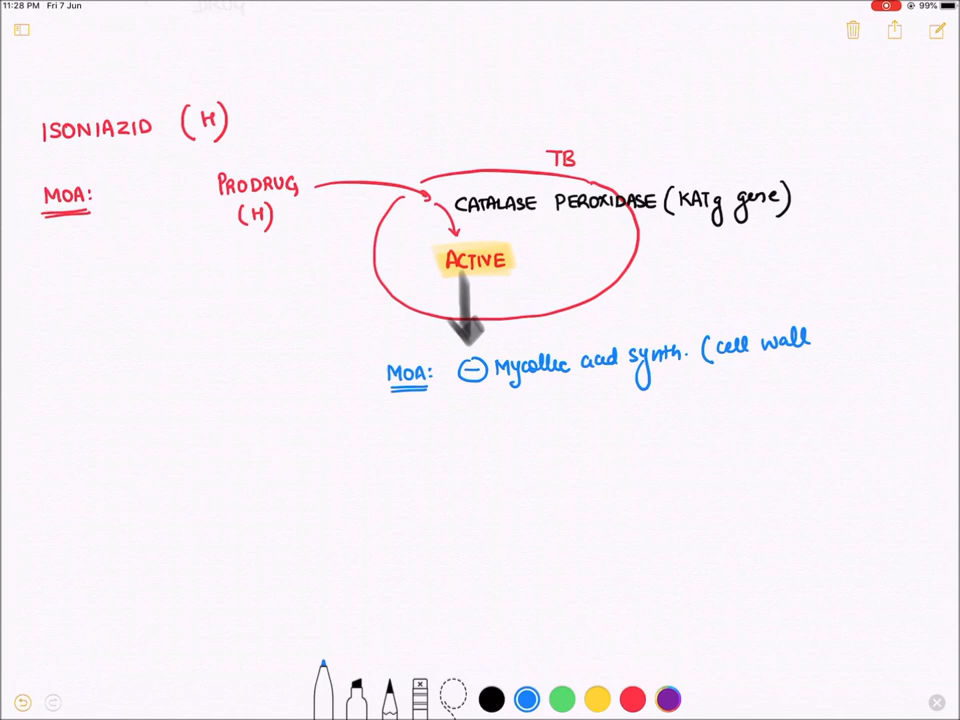 11:28 PM Fri 7 Jun
99%
ISONIAZID (H)
TB
MOA: PRODRUG
(H)
CATALASE PEROXIDASE (KATg gene)
ACTIVE
MOA: ⊖ Mycollic acid synth. (cell wall